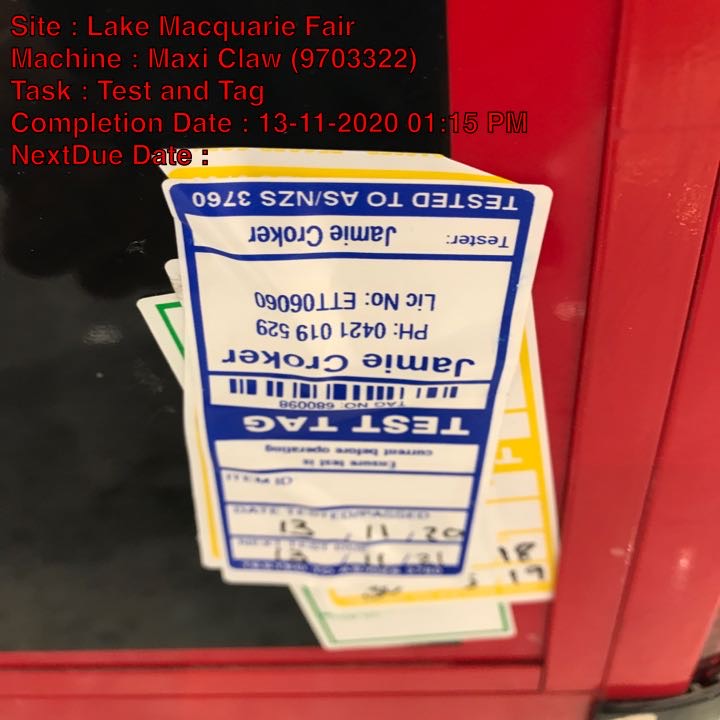 Site : Lake Macquarie Fair
Machine : Maxi Claw (9703322)
Task : Test and Tag
Completion Date : 13-11-2020 01:15 PM
NextDue Date :
TESTED TO AS/NZS 3760
Tester: Jamie Croker
Lic No: ETT06060
PH: 0421 019 529
Jamie Croker
TAG NO: 680098
TEST TAG
Ensure test is
current before operating
DATE TESTED/PASSED
13 , 11 , 20
NEXT TEST DUE
13 , 11 , 21
18
19